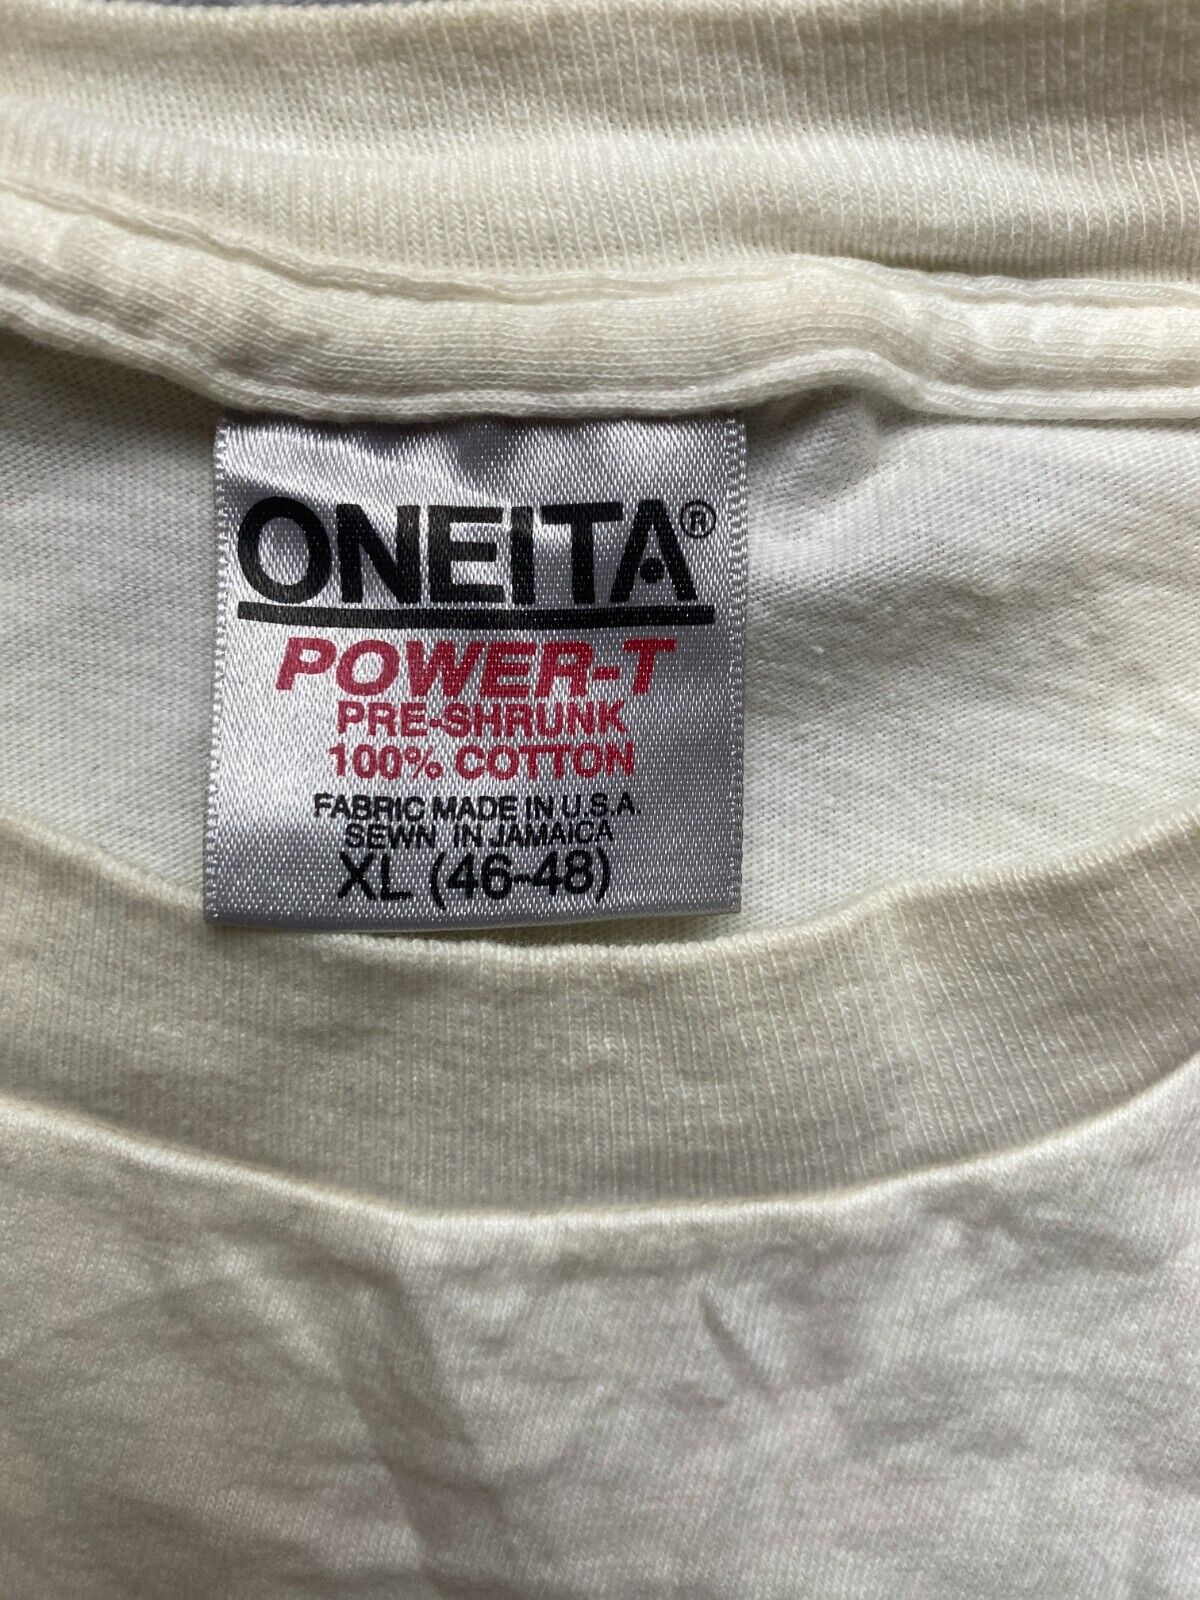 ONEITA®
POWER-T
PRE-SHRUNK
100% COTTON
FABRIC MADE IN U.S.A.
SEWN IN JAMAICA
XL (46-48)